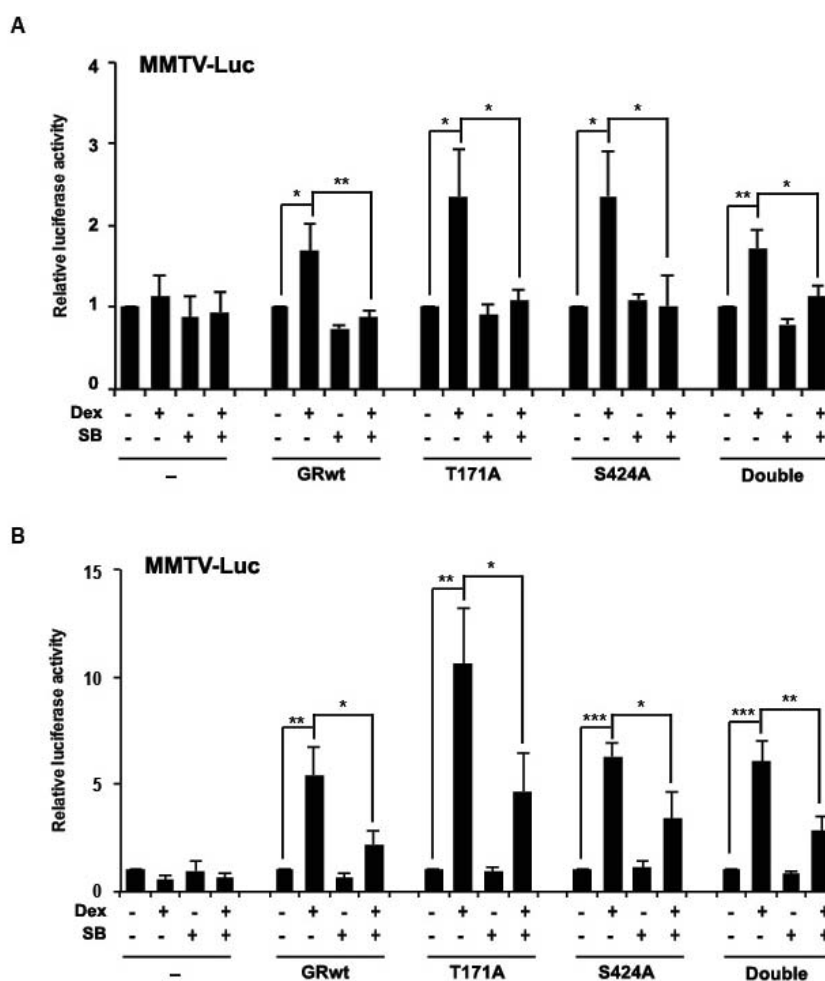 A
MMTV-Luc
Relative luciferase activity
4
3
2
1
0
* ** * * * * ** *
Dex - + - + - + - + - + - + - + - + - + - +
SB - - + + - - + + - - + + - - + + - - + +
– GRwt T171A S424A Double
B
MMTV-Luc
Relative luciferase activity
15
10
5
0
** * ** * *** * *** **
Dex - + - + - + - + - + - + - + - + - + - +
SB - - + + - - + + - - + + - - + + - - + +
– GRwt T171A S424A Double